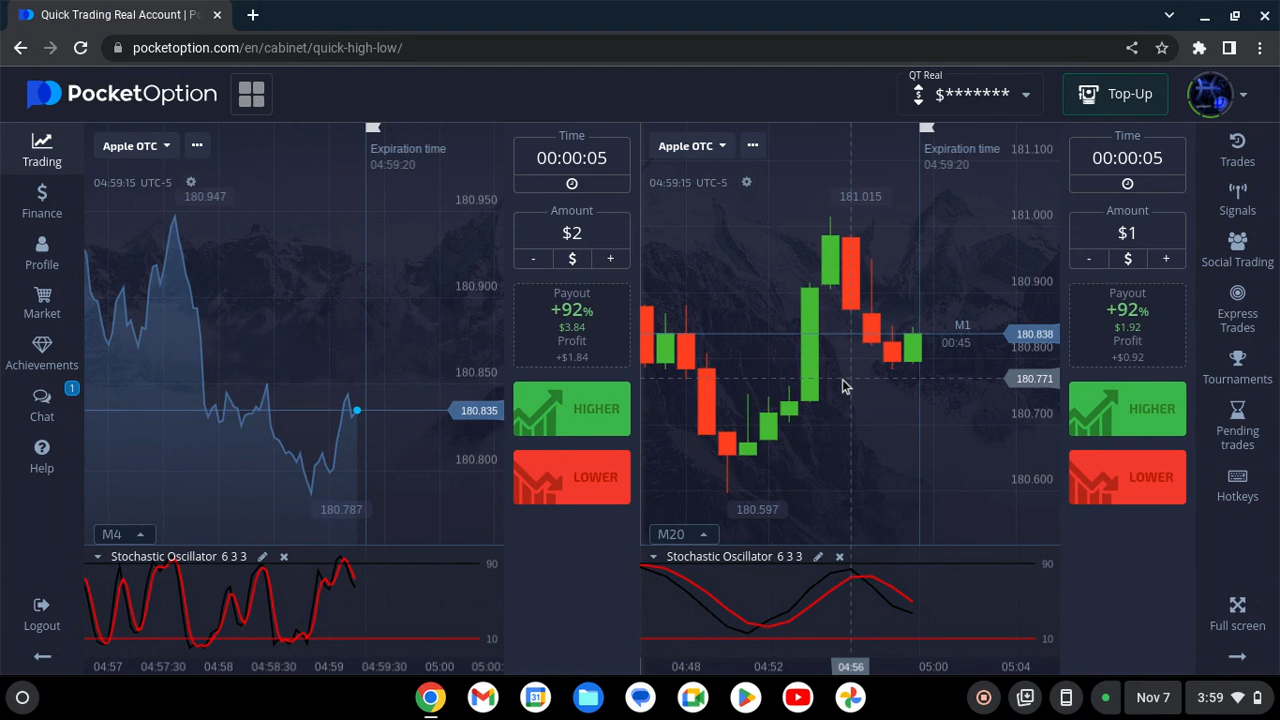 Quick Trading Real Account | Po
pocketoption.com/en/cabinet/quick-high-low/
PocketOption
QT Real
$*******
Top-Up
Trading
Finance
Profile
Market
Achievements
1
Chat
Help
Logout
Apple OTC
04:59:15 UTC-5
180.947
Expiration time
04:59:20
180.950
180.900
180.850
180.835
180.800
180.787
M4
Stochastic Oscillator 6 3 3
90
10
04:57
04:57:30
04:58
04:58:30
04:59
04:59:30
05:00
05:00:
Time
00:00:05
Amount
$2
- $ +
Payout
+92%
$3.84
Profit
+$1.84
HIGHER
LOWER
Apple OTC
04:59:15 UTC-5
181.015
Expiration time
04:59:20
181.100
181.000
180.900
M1
00:45
180.838
180.800
180.771
180.700
180.600
180.597
M20
Stochastic Oscillator 6 3 3
90
10
04:48
04:52
04:56
05:00
05:04
Time
00:00:05
Amount
$1
- $ +
Payout
+92%
$1.92
Profit
+$0.92
HIGHER
LOWER
Trades
Signals
Social Trading
Express
Trades
Tournaments
Pending
trades
Hotkeys
Full screen
31
Nov 7
3:59